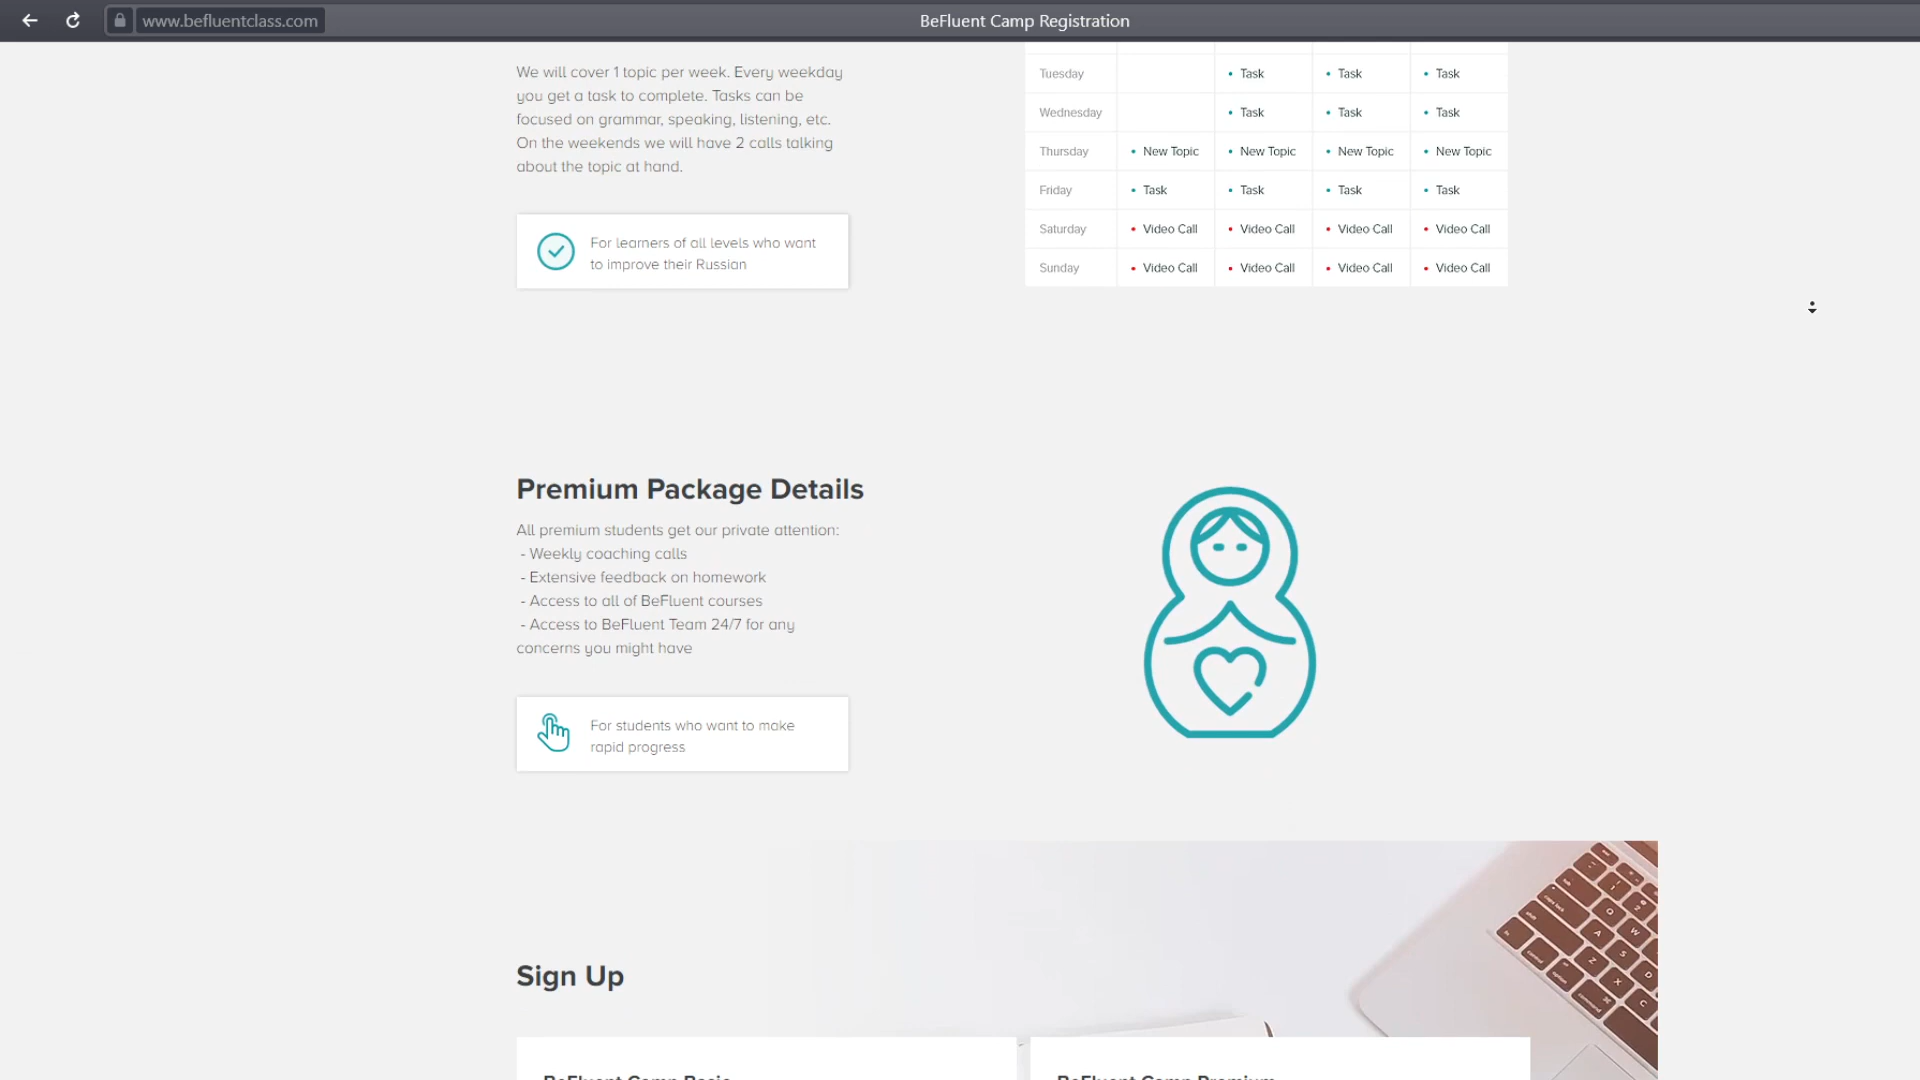 www.befluentclass.com
BeFluent Camp Registration
We will cover 1 topic per week. Every weekday
you get a task to complete. Tasks can be
focused on grammar, speaking, listening, etc.
On the weekends we will have 2 calls talking
about the topic at hand.
For learners of all levels who want
to improve their Russian
Tuesday • Task • Task • Task
Wednesday • Task • Task • Task
Thursday • New Topic • New Topic • New Topic • New Topic
Friday • Task • Task • Task • Task
Saturday • Video Call • Video Call • Video Call • Video Call
Sunday • Video Call • Video Call • Video Call • Video Call
Premium Package Details
All premium students get our private attention:
- Weekly coaching calls
- Extensive feedback on homework
- Access to all of BeFluent courses
- Access to BeFluent Team 24/7 for any
concerns you might have
For students who want to make
rapid progress
Sign Up
BeFluent Camp Basic
BeFluent Camp Premium